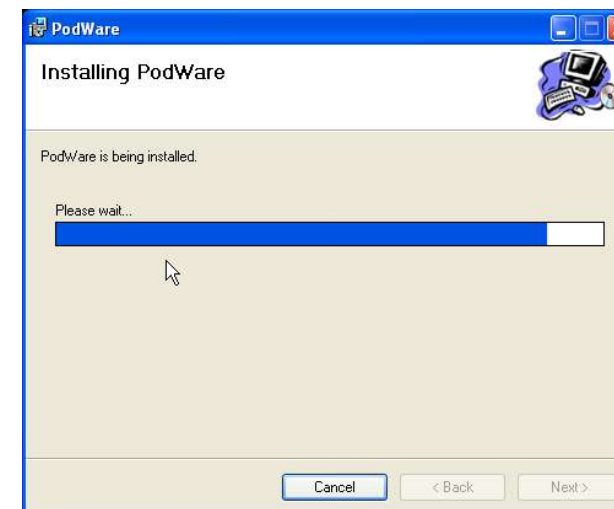 PodWare
Installing PodWare
PodWare is being installed.
Please wait...
Cancel
< Back
Next >